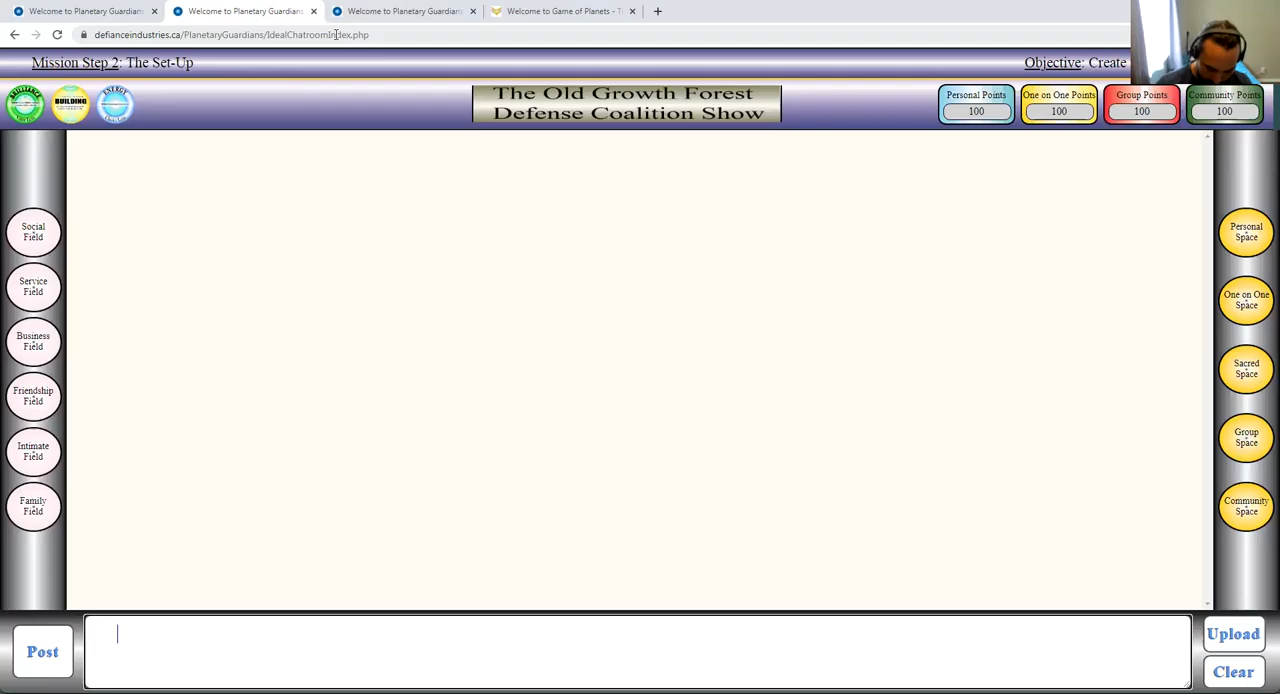 Welcome to Planetary Guardian
Welcome to Planetary Guardian
Welcome to Planetary Guardian
Welcome to Game of Planets - T
defianceindustries.ca/PlanetaryGuardians/IdealChatroomIndex.php
Mission Step 2: The Set-Up
Objective: Create
BUILDING
ENERGY
The Old Growth Forest
Defense Coalition Show
Personal Points
100
One on One Points
100
Group Points
100
Community Points
100
Social
Field
Service
Field
Business
Field
Friendship
Field
Intimate
Field
Family
Field
Personal
Space
One on One
Space
Sacred
Space
Group
Space
Community
Space
Post
Upload
Clear